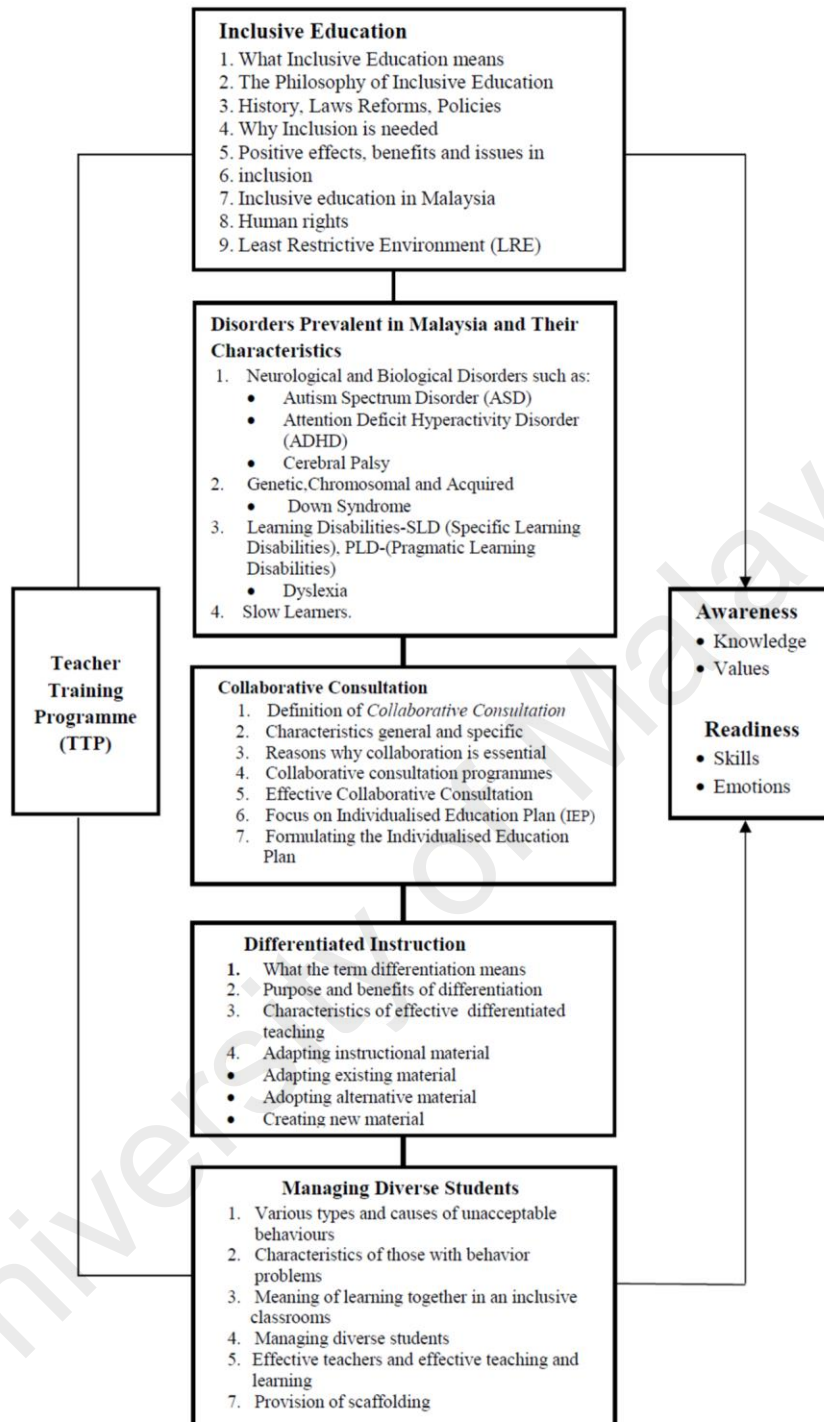 Inclusive Education
1. What Inclusive Education means
2. The Philosophy of Inclusive Education
3. History, Laws Reforms, Policies
4. Why Inclusion is needed
5. Positive effects, benefits and issues in
6. inclusion
7. Inclusive education in Malaysia
8. Human rights
9. Least Restrictive Environment (LRE)
Disorders Prevalent in Malaysia and Their
Characteristics
1. Neurological and Biological Disorders such as:
• Autism Spectrum Disorder (ASD)
• Attention Deficit Hyperactivity Disorder
(ADHD)
• Cerebral Palsy
2. Genetic,Chromosomal and Acquired
• Down Syndrome
3. Learning Disabilities-SLD (Specific Learning
Disabilities), PLD-(Pragmatic Learning
Disabilities)
• Dyslexia
4. Slow Learners.
Teacher
Training
Programme
(TTP)
Awareness
• Knowledge
• Values
Readiness
• Skills
• Emotions
Collaborative Consultation
1. Definition of Collaborative Consultation
2. Characteristics general and specific
3. Reasons why collaboration is essential
4. Collaborative consultation programmes
5. Effective Collaborative Consultation
6. Focus on Individualised Education Plan (IEP)
7. Formulating the Individualised Education
Plan
Differentiated Instruction
1. What the term differentiation means
2. Purpose and benefits of differentiation
3. Characteristics of effective differentiated
teaching
4. Adapting instructional material
• Adapting existing material
• Adopting alternative material
• Creating new material
Managing Diverse Students
1. Various types and causes of unacceptable
behaviours
2. Characteristics of those with behavior
problems
3. Meaning of learning together in an inclusive
classrooms
4. Managing diverse students
5. Effective teachers and effective teaching and
learning
7. Provision of scaffolding
University of Malay